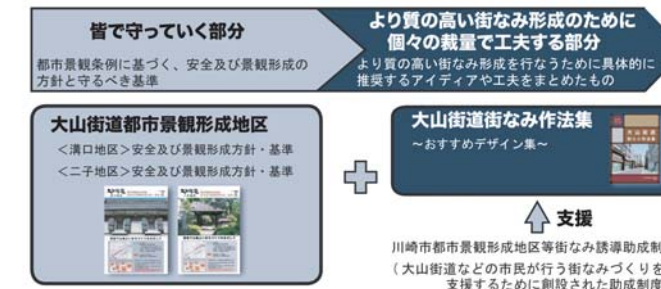 皆で守っていく部分
都市景観条例に基づく、安全及び景観形成の
方針と守るべき基準
より質の高い街なみ形成のために
個々の裁量で工夫する部分
より質の高い街なみ形成を行なうために具体的に
推奨するアイディアや工夫をまとめたもの
大山街道都市景観形成地区
＜溝口地区＞安全及び景観形成方針・基準
＜二子地区＞安全及び景観形成方針・基準
大山街道街なみ作法集
～おすすめデザイン集～
支援
川崎市都市景観形成地区等街なみ誘導助成制
（大山街道などの市民が行う街なみづくりを
支援するために創設された助成制度